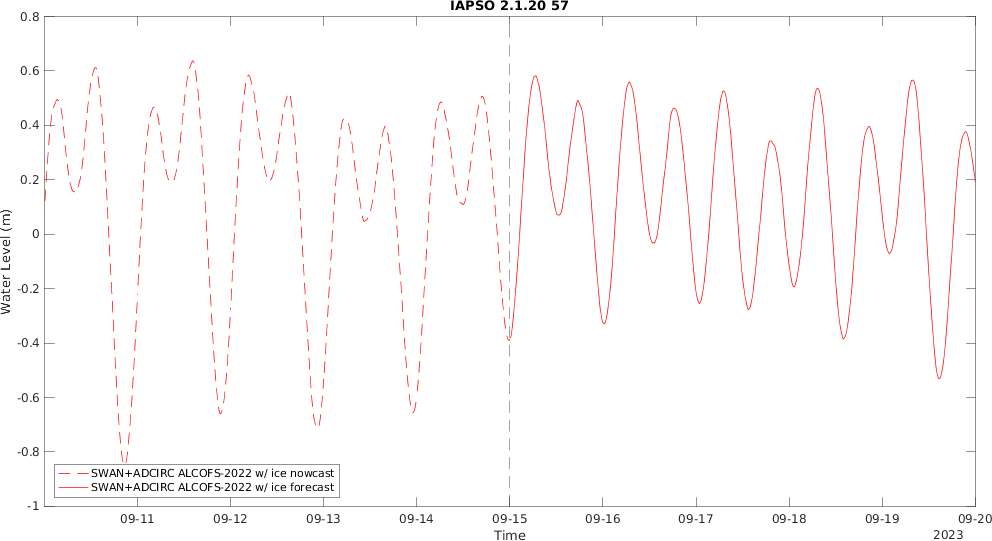 IAPSO 2.1.20 57
0.8
0.6
0.4
0.2
0
-0.2
-0.4
-0.6
-0.8
-1
Water Level (m)
SWAN+ADCIRC ALCOFS-2022 w/ ice nowcast
SWAN+ADCIRC ALCOFS-2022 w/ ice forecast
09-11 09-12 09-13 09-14 09-15 09-16 09-17 09-18 09-19 09-20
Time
2023